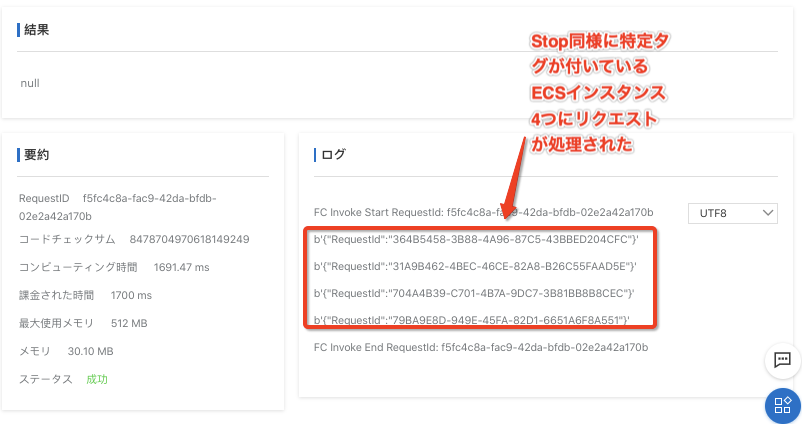 結果
null
Stop同様に特定タ
グが付いている
ECSインスタンス
4つにリクエスト
が処理された
要約
RequestID f5fc4c8a-fac9-42da-bfdb-
02e2a42a170b
コードチェックサム 8478704970618149249
コンピューティング時間 1691.47 ms
課金された時間 1700 ms
最大使用メモリ 512 MB
メモリ 30.10 MB
ステータス 成功
ログ
FC Invoke Start RequestId: f5fc4c8a-fac9-42da-bfdb-02e2a42a170b
UTF8
b'{"RequestId":"364B5458-3B88-4A96-87C5-43BBED204CFC"}'
b'{"RequestId":"31A9B462-4BEC-46CE-82A8-B26C55FAAD5E"}'
b'{"RequestId":"704A4B39-C701-4B7A-9DC7-3B81BB8B8CEC"}'
b'{"RequestId":"79BA9E8D-949E-45FA-82D1-6651A6F8A551"}'
FC Invoke End RequestId: f5fc4c8a-fac9-42da-bfdb-02e2a42a170b